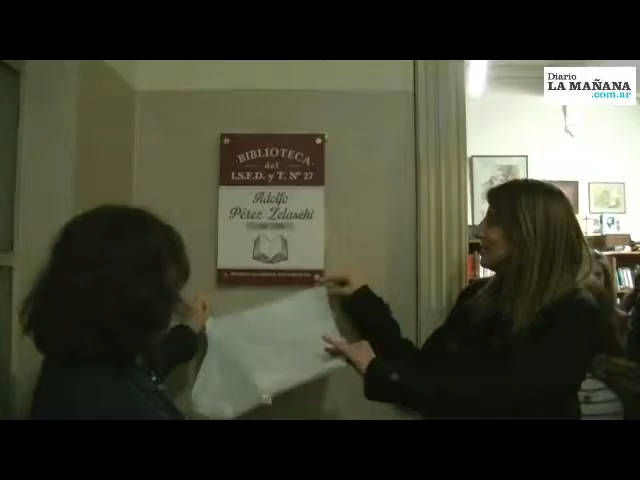 Diario
LA MAÑANA
.com.ar
BIBLIOTECA
del
I.S.F.D. y T. Nº 27
Adolfo
Pérez Zelaschi